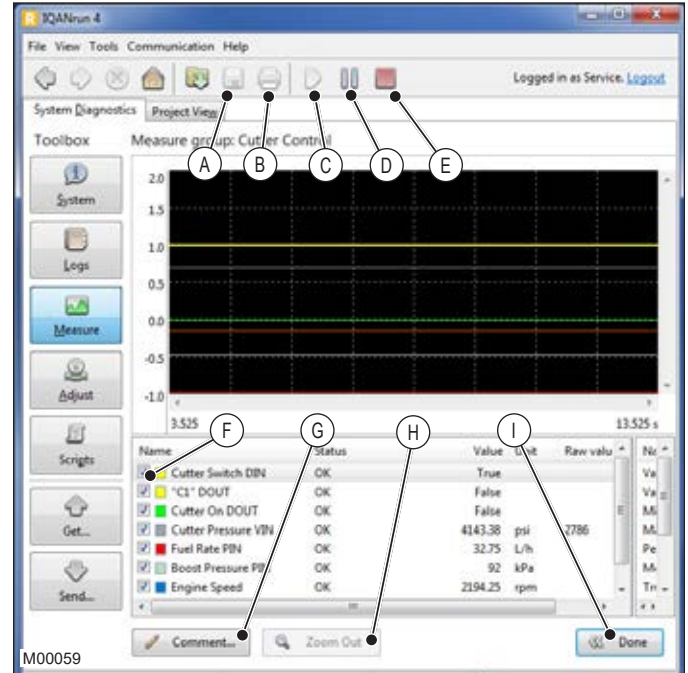 IQANrun 4
File View Tools Communication Help
Logged in as Service. Logout
System Diagnostics Project View
Toolbox Measure group: Cutter Control
A B C D E
System
Logs
Measure
Adjust
Scripts
Get...
Send...
2.0
1.5
1.0
0.5
0.0
-0.5
-1.0
3.525 13.525 s
F G H I
Name Status Value Unit Raw valu
Cutter Switch DIN OK True
"C1" DOUT OK False
Cutter On DOUT OK False
Cutter Pressure VIN OK 4143.38 psi 2786
Fuel Rate PIN OK 32.75 L/h
Boost Pressure PIN OK 92 kPa
Engine Speed OK 2194.25 rpm
Va
Va
Pe
Comment... Zoom Out Done
M00059